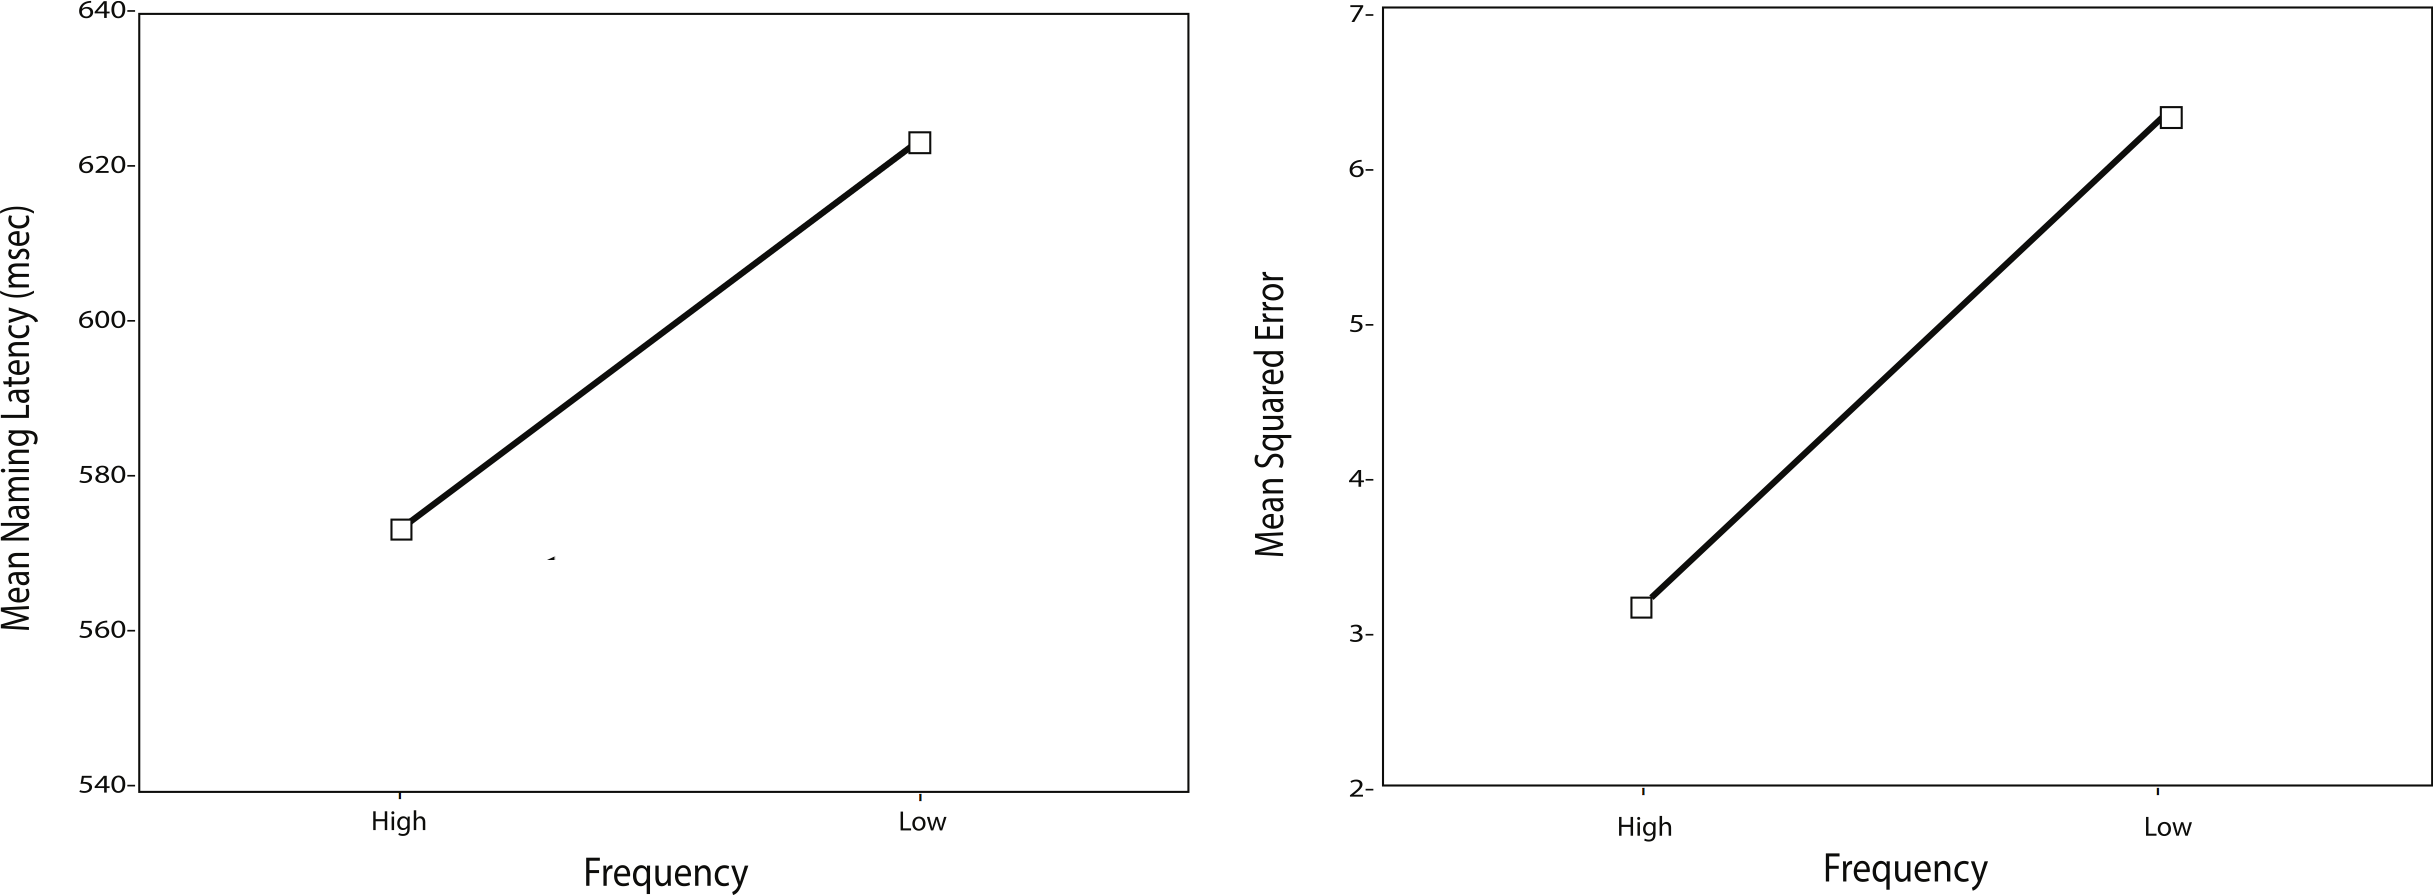 640-
620-
600-
580-
560-
540-
Mean Naming Latency (msec)
High
Low
Frequency
7-
6-
5-
4-
3-
2-
Mean Squared Error
High
Low
Frequency